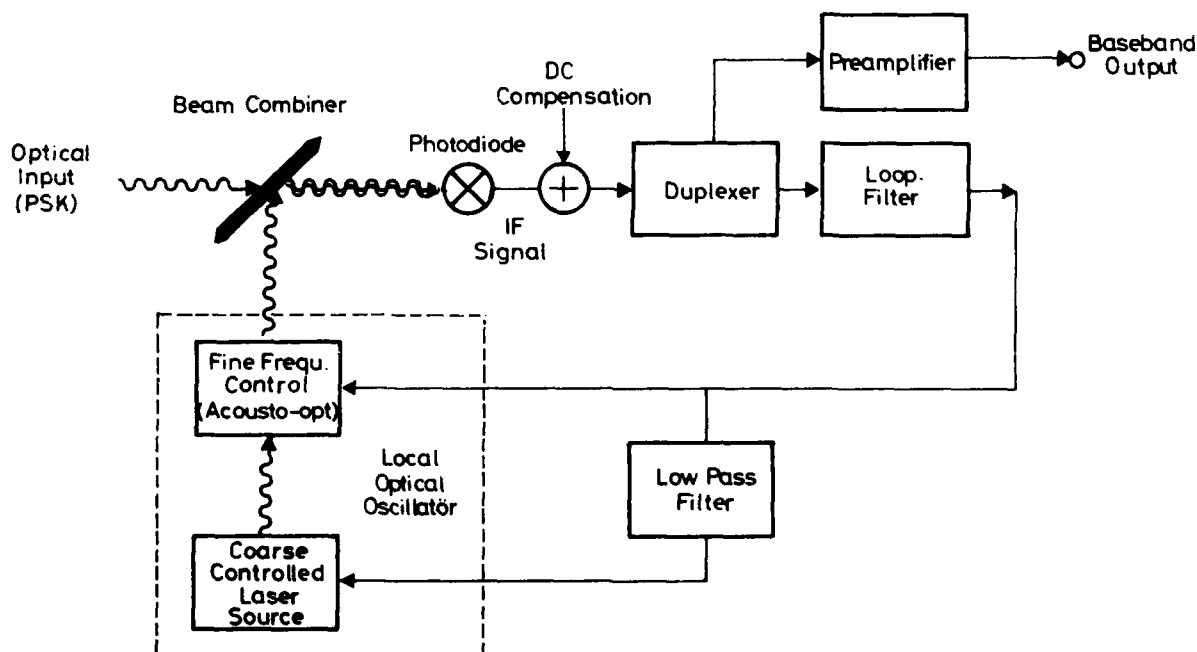 Beam Combiner
Optical
Input
(PSK)
Photodiode
DC
Compensation
IF
Signal
Duplexer
Preamplifier
Baseband
Output
Loop.
Filter
Fine Frequ.
Control
(Acousto-opt)
Local
Optical
Oscillatör
Low Pass
Filter
Coarse
Controlled
Laser
Source